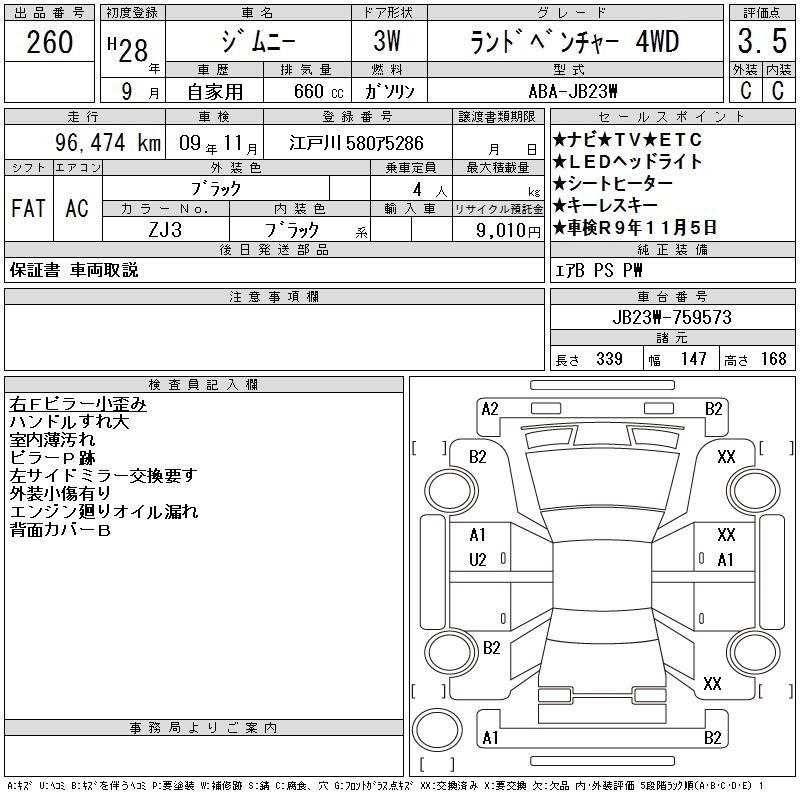 出品番号 初度登録 車名 ドア形状 グレード 評価点
260 H28年 ジムニー 3W ランドベンチャー 4WD 3.5
車歴 排気量 燃料 型式 外装 内装
9月 自家用 660cc ガソリン ABA-JB23W C C
走行 車検 登録番号 譲渡書類期限 セールスポイント
96,474 km 09年11月 江戸川580ア5286 月 日
★ナビ★TV★ETC
★LEDヘッドライト
★シートヒーター
★キーレスキー
★車検R9年11月5日
シフト エアコン 外装色 乗車定員 最大積載量
FAT AC ブラック 4人 kg
カラーNo. 内装色 輸入車 リサイクル預託金
ZJ3 ブラック 系 9,010円
後日発送部品 純正装備
保証書 車両取説 エアB PS PW
注意事項欄 車台番号
JB23W-759573
諸元
長さ 339 幅 147 高さ 168
検査員記入欄
右Fピラー小歪み
ハンドルすれ大
室内薄汚れ
ピラーP跡
左サイドミラー交換要す
外装小傷有り
エンジン廻りオイル漏れ
背面カバーB
A2 B2
B2 XX
A1 XX
U2 A1
B2
XX
A1 B2
事務局よりご案内
A:キズ U:ヘコミ B:キズを伴うヘコミ P:要塗装 W:補修跡 S:錆 C:腐食、穴 G:フロントガラス点キズ XX:交換済み X:要交換 欠:欠品 内・外装評価 5段階ランク順(A・B・C・D・E) 1